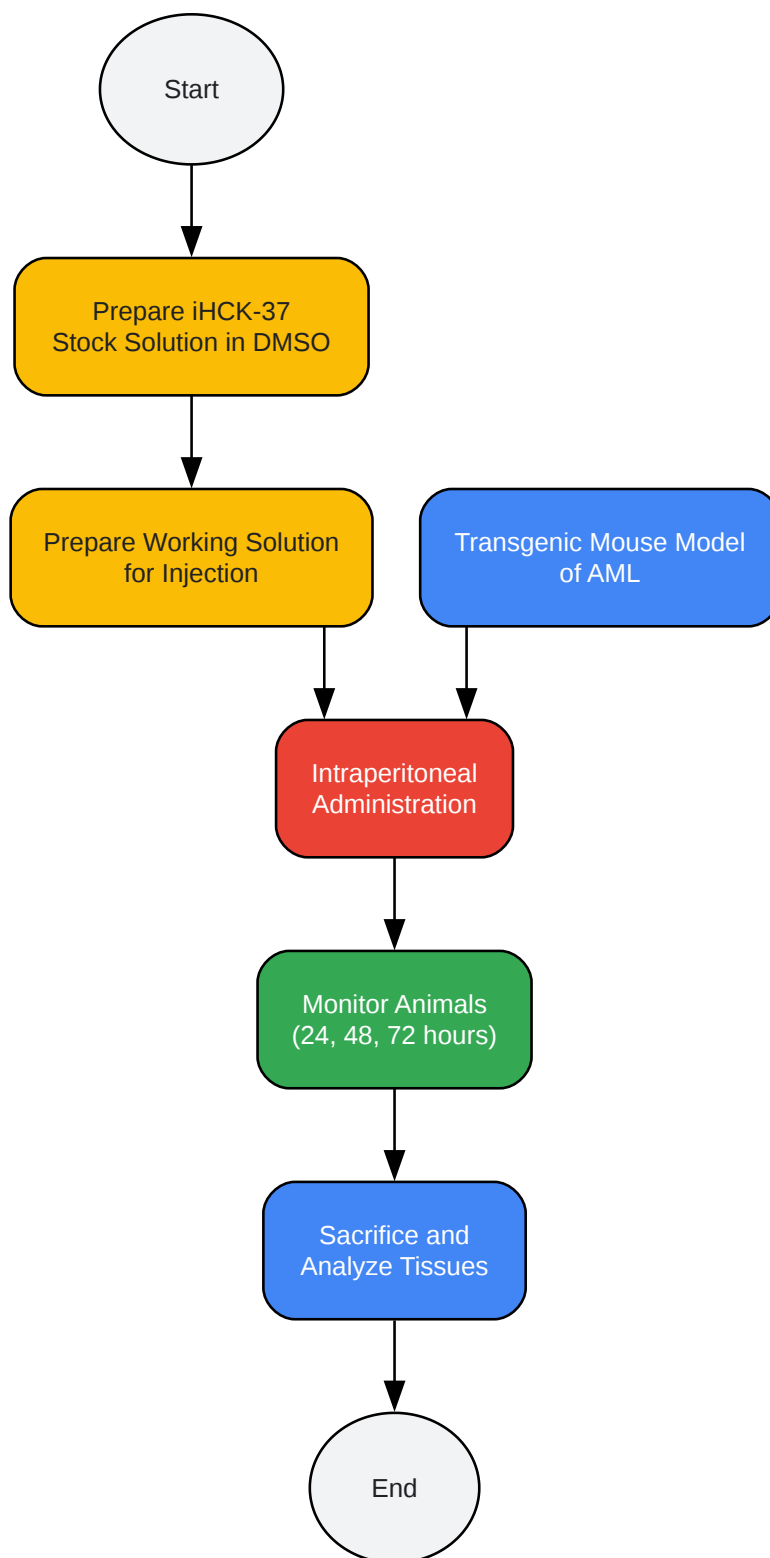 Start
Prepare iHCK-37
Stock Solution in DMSO
Prepare Working Solution
for Injection
Transgenic Mouse Model
of AML
Intraperitoneal
Administration
Monitor Animals
(24, 48, 72 hours)
Sacrifice and
Analyze Tissues
End